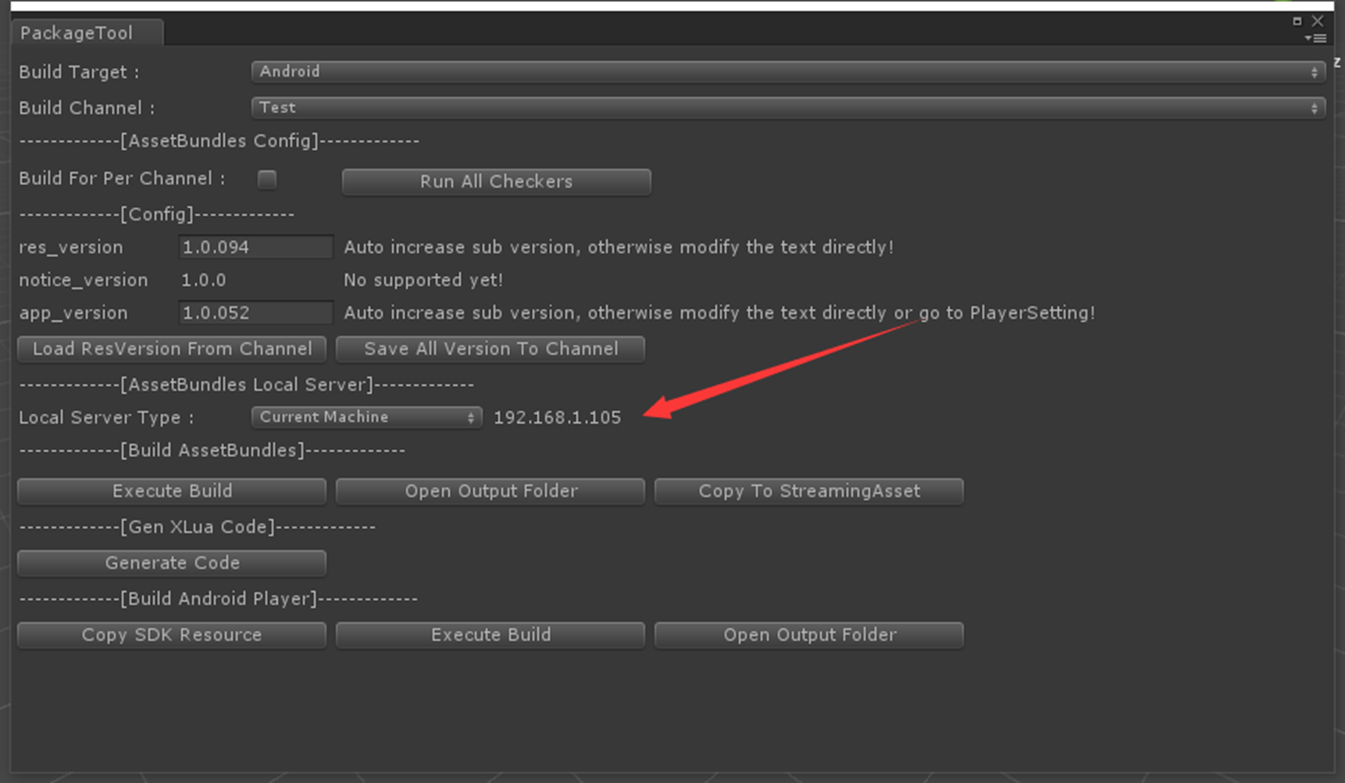 PackageTool
Build Target : Android
Build Channel : Test
-------------[AssetBundles Config]-------------
Build For Per Channel : Run All Checkers
-------------[Config]-------------
res_version 1.0.094 Auto increase sub version, otherwise modify the text directly!
notice_version 1.0.0 No supported yet!
app_version 1.0.052 Auto increase sub version, otherwise modify the text directly or go to PlayerSetting!
Load ResVersion From Channel Save All Version To Channel
-------------[AssetBundles Local Server]-------------
Local Server Type : Current Machine 192.168.1.105
-------------[Build AssetBundles]-------------
Execute Build Open Output Folder Copy To StreamingAsset
-------------[Gen XLua Code]-------------
Generate Code
-------------[Build Android Player]-------------
Copy SDK Resource Execute Build Open Output Folder